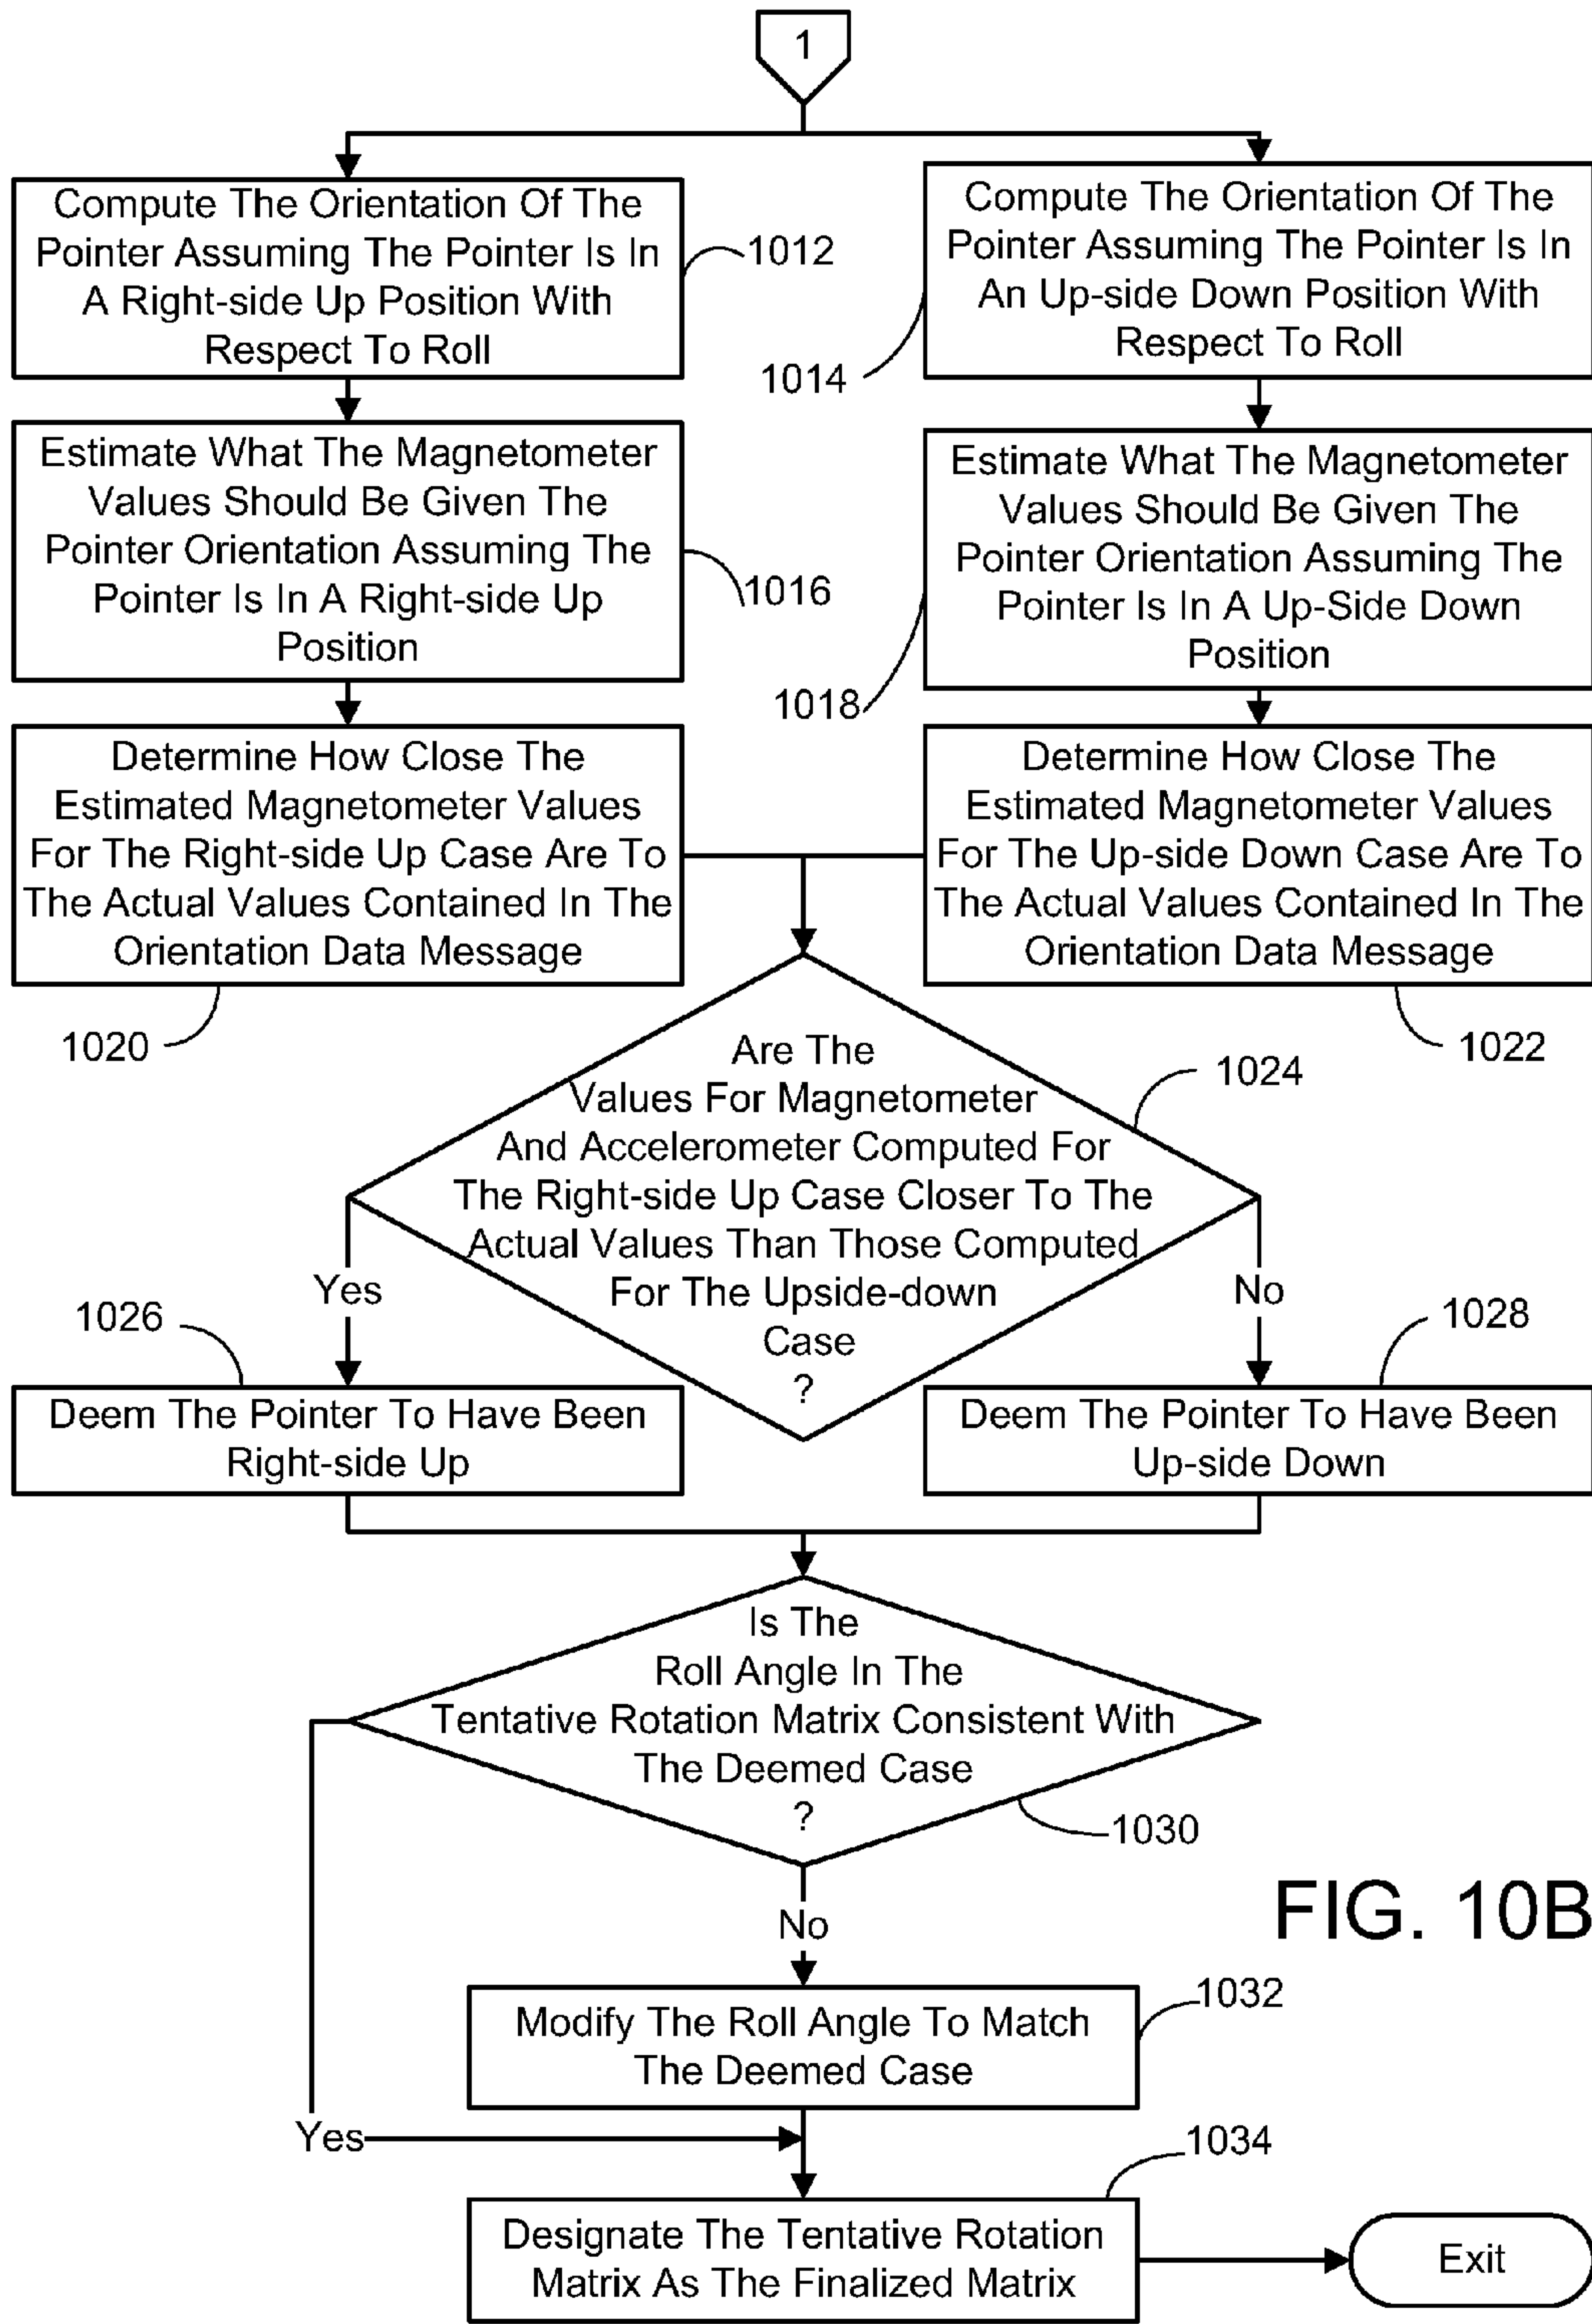 1
Compute The Orientation Of The
Pointer Assuming The Pointer Is In
A Right-side Up Position With
Respect To Roll
1012
Compute The Orientation Of The
Pointer Assuming The Pointer Is In
An Up-side Down Position With
Respect To Roll
1014
Estimate What The Magnetometer
Values Should Be Given The
Pointer Orientation Assuming The
Pointer Is In A Right-side Up
Position
1016
Estimate What The Magnetometer
Values Should Be Given The
Pointer Orientation Assuming The
Pointer Is In A Up-Side Down
Position
1018
Determine How Close The
Estimated Magnetometer Values
For The Right-side Up Case Are To
The Actual Values Contained In The
Orientation Data Message
1020
Determine How Close The
Estimated Magnetometer Values
For The Up-side Down Case Are To
The Actual Values Contained In The
Orientation Data Message
1022
Are The
Values For Magnetometer
And Accelerometer Computed For
The Right-side Up Case Closer To The
Actual Values Than Those Computed
For The Upside-down
Case
?
1024
Yes
No
1026
1028
Deem The Pointer To Have Been
Right-side Up
Deem The Pointer To Have Been
Up-side Down
Is The
Roll Angle In The
Tentative Rotation Matrix Consistent With
The Deemed Case
?
1030
No
FIG. 10B
1032
Modify The Roll Angle To Match
The Deemed Case
Yes
1034
Designate The Tentative Rotation
Matrix As The Finalized Matrix
Exit